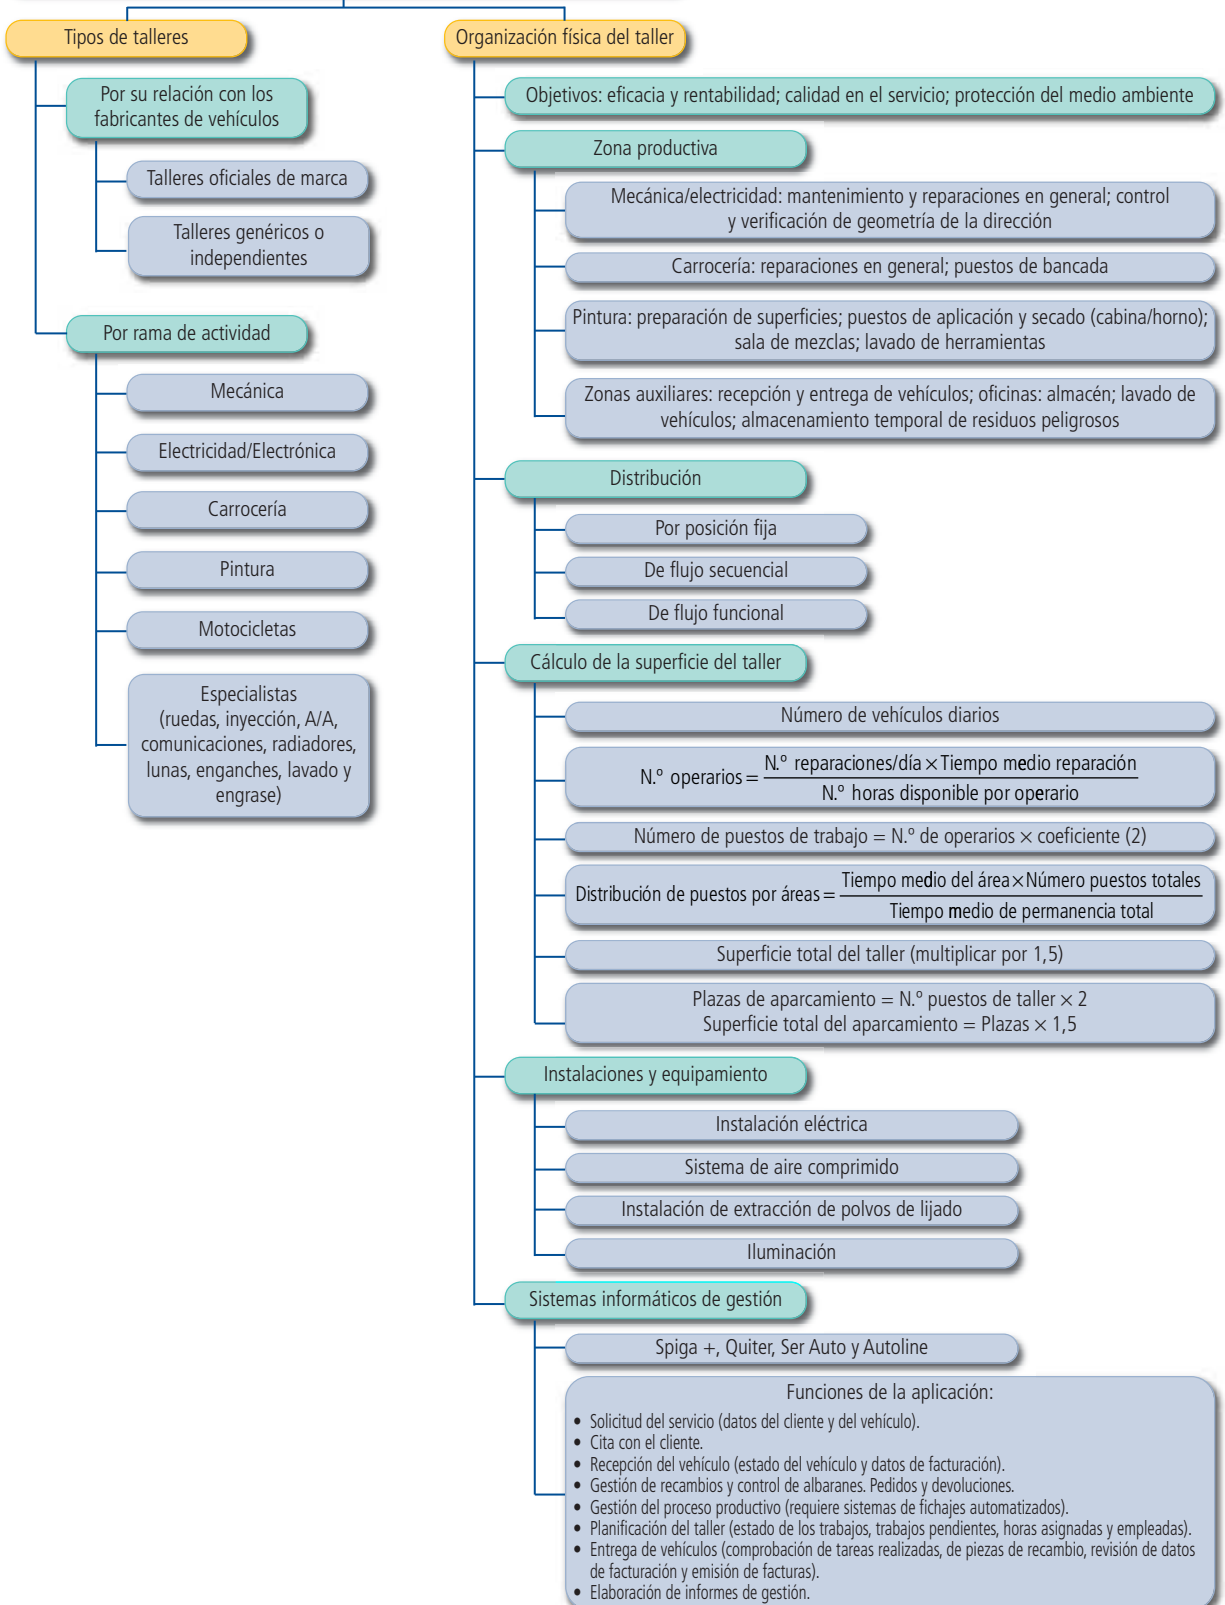 Tipos de talleres
Por su relación con los
fabricantes de vehículos
Talleres oficiales de marca
Talleres genéricos o
independientes
Por rama de actividad
Mecánica
Electricidad/Electrónica
Carrocería
Pintura
Motocicletas
Especialistas
(ruedas, inyección, A/A,
comunicaciones, radiadores,
lunas, enganches, lavado y
engrase)
Organización física del taller
Objetivos: eficacia y rentabilidad; calidad en el servicio; protección del medio ambiente
Zona productiva
Mecánica/electricidad: mantenimiento y reparaciones en general; control
y verificación de geometría de la dirección
Carrocería: reparaciones en general; puestos de bancada
Pintura: preparación de superficies; puestos de aplicación y secado (cabina/horno);
sala de mezclas; lavado de herramientas
Zonas auxiliares: recepción y entrega de vehículos; oficinas: almacén; lavado de
vehículos; almacenamiento temporal de residuos peligrosos
Distribución
Por posición fija
De flujo secuencial
De flujo funcional
Cálculo de la superficie del taller
Número de vehículos diarios
N.º operarios = N.º reparaciones/día × Tiempo medio reparación
N.º horas disponible por operario
Número de puestos de trabajo = N.º de operarios × coeficiente (2)
Distribución de puestos por áreas = Tiempo medio del área × Número puestos totales
Tiempo medio de permanencia total
Superficie total del taller (multiplicar por 1,5)
Plazas de aparcamiento = N.º puestos de taller × 2
Superficie total del aparcamiento = Plazas × 1,5
Instalaciones y equipamiento
Instalación eléctrica
Sistema de aire comprimido
Instalación de extracción de polvos de lijado
Iluminación
Sistemas informáticos de gestión
Spiga +, Quiter, Ser Auto y Autoline
Funciones de la aplicación:
• Solicitud del servicio (datos del cliente y del vehículo).
• Cita con el cliente.
• Recepción del vehículo (estado del vehículo y datos de facturación).
• Gestión de recambios y control de albaranes. Pedidos y devoluciones.
• Gestión del proceso productivo (requiere sistemas de fichajes automatizados).
• Planificación del taller (estado de los trabajos, trabajos pendientes, horas asignadas y empleadas).
• Entrega de vehículos (comprobación de tareas realizadas, de piezas de recambio, revisión de datos
de facturación y emisión de facturas).
• Elaboración de informes de gestión.